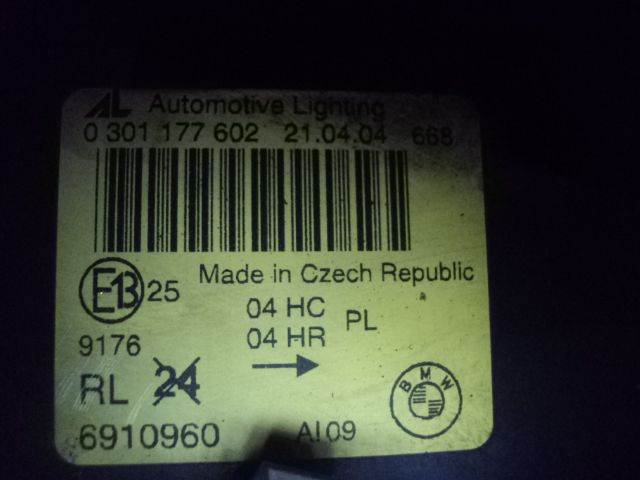 AL Automotive Lighting
0 301 177 602 21.04.04 668
E13 25 Made in Czech Republic
04 HC PL
9176 04 HR
RL 24
6910960 AI09
BMW